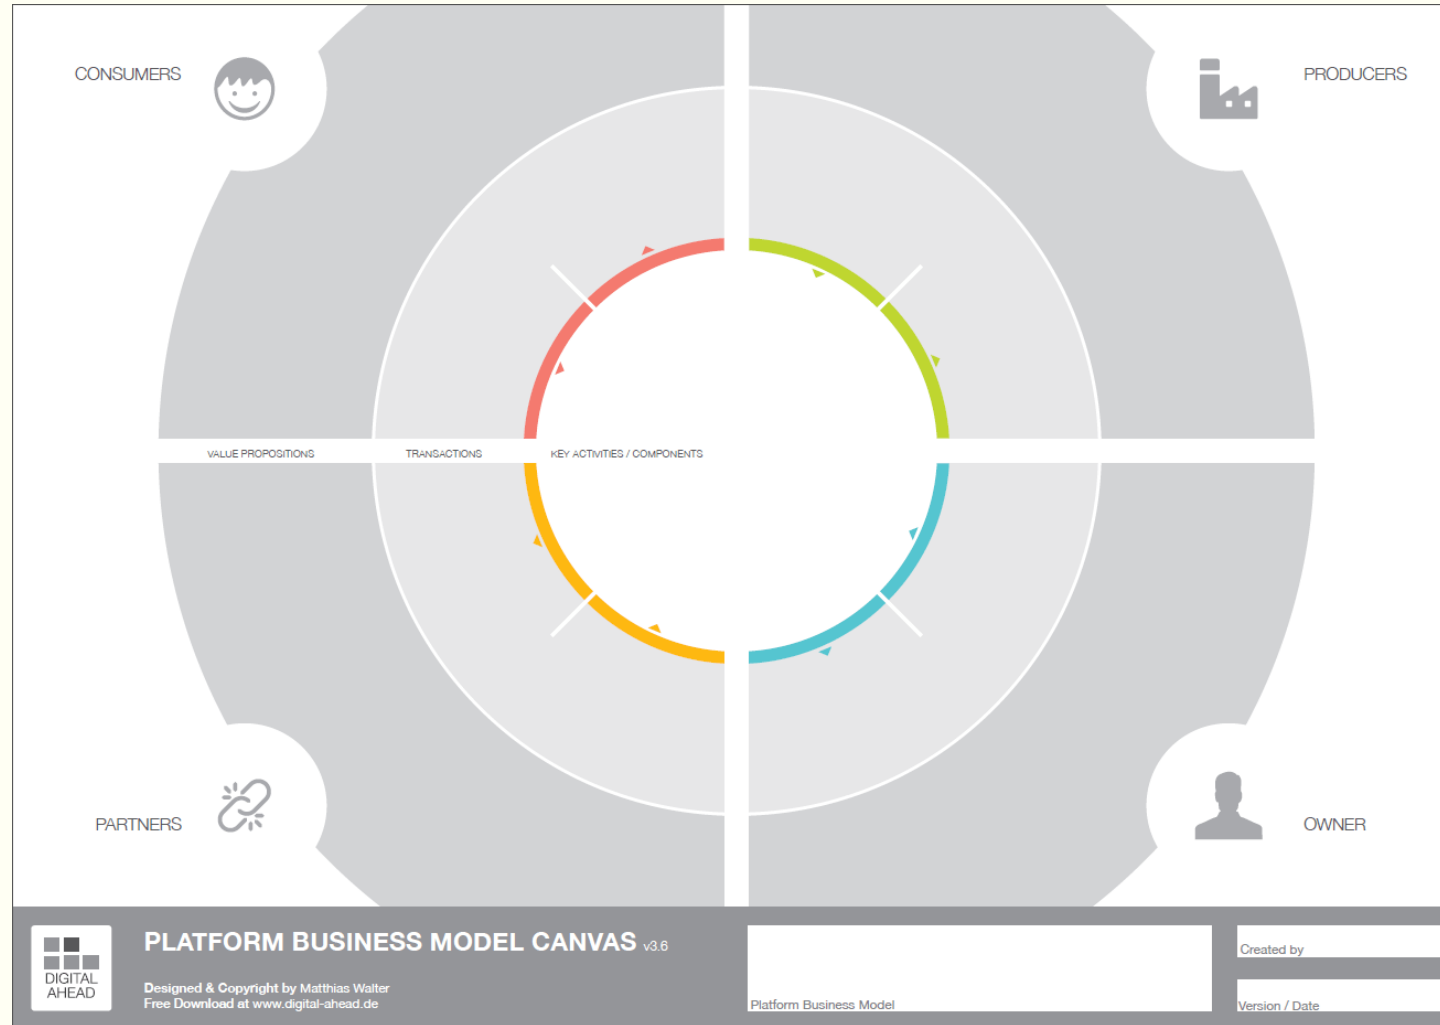 CONSUMERS
PRODUCERS
VALUE PROPOSITIONS
TRANSACTIONS
KEY ACTIVITIES / COMPONENTS
PARTNERS
OWNER
DIGITAL
AHEAD
PLATFORM BUSINESS MODEL CANVAS v3.6
Designed & Copyright by Matthias Walter
Free Download at www.digital-ahead.de
Platform Business Model
Created by
Version / Date